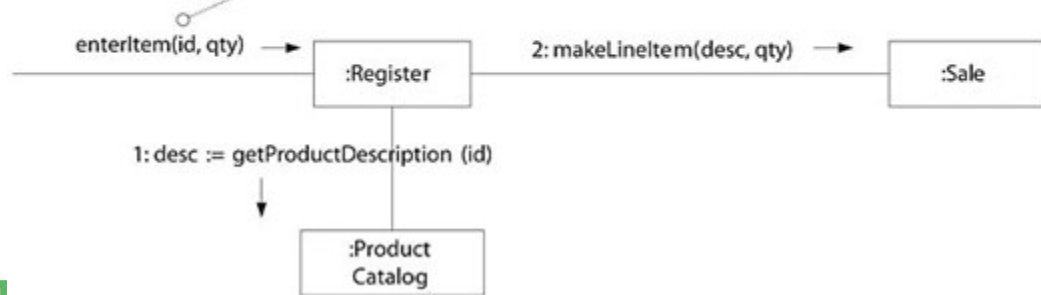 enterItem(id, qty)
2: makeLineItem(desc, qty)
:Register
:Sale
1: desc := getProductDescription (id)
:Product
Catalog